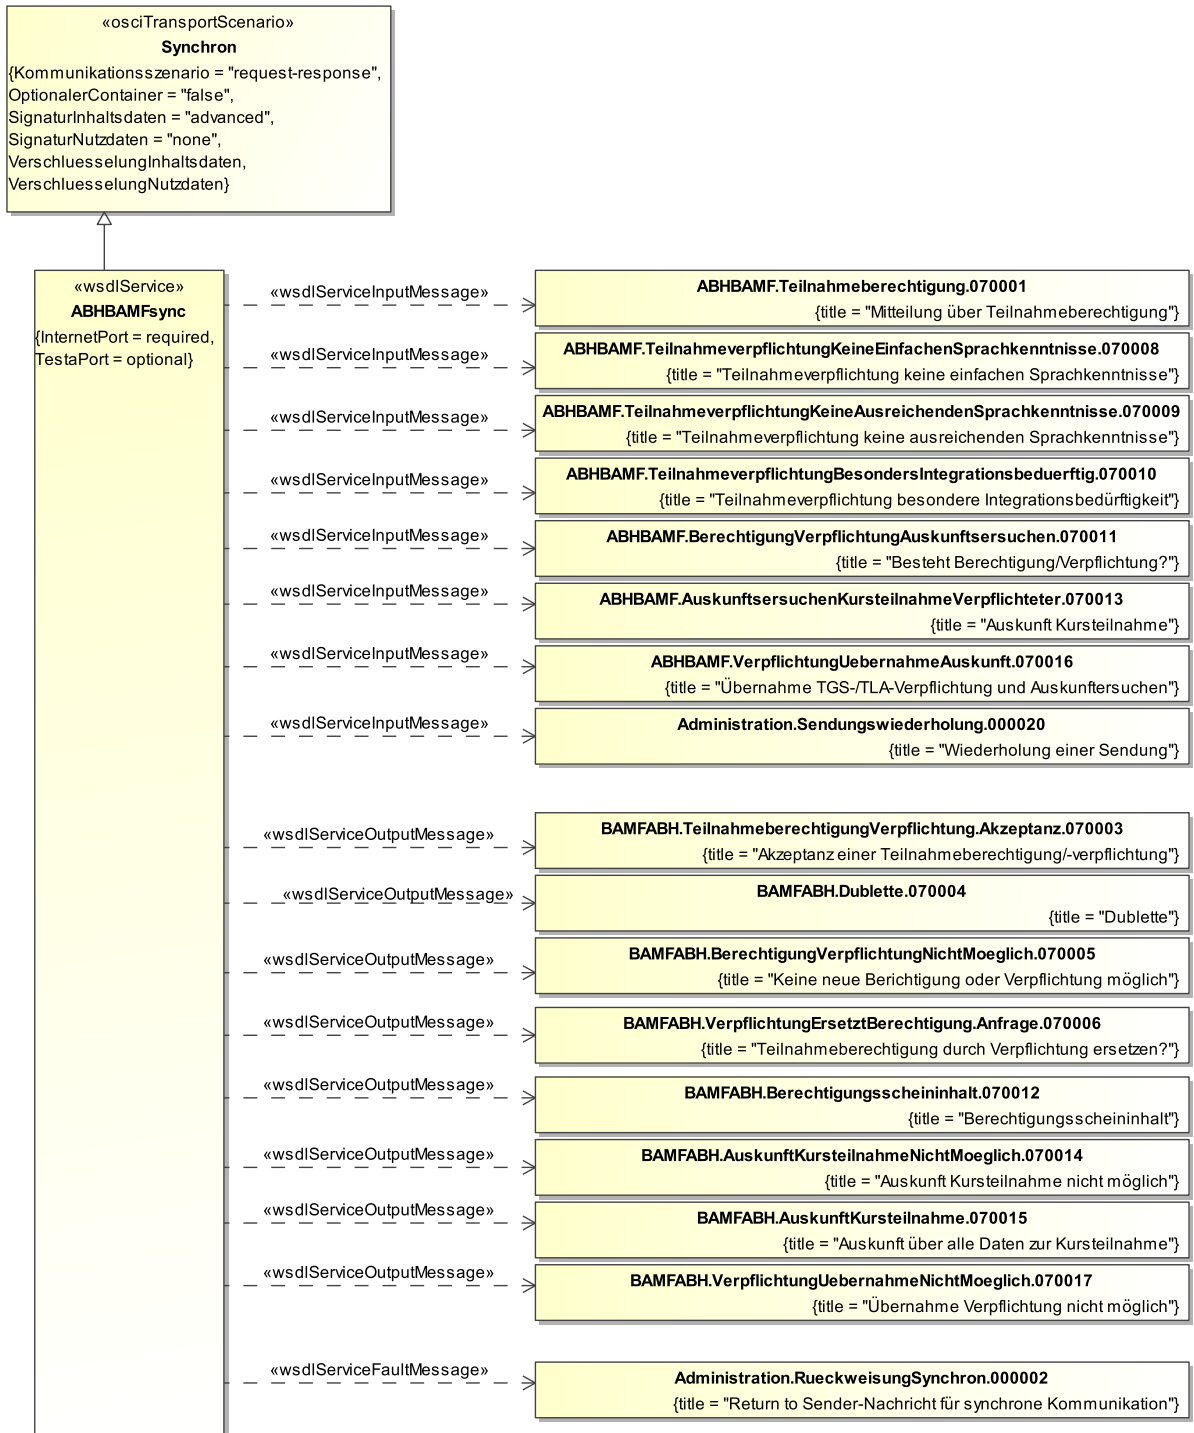 «osciTransportScenario»
Synchron
{Kommunikationsszenario = "request-response",
OptionalerContainer = "false",
SignaturInhaltsdaten = "advanced",
SignaturNutzdaten = "none",
VerschluesselungInhaltsdaten,
VerschluesselungNutzdaten}
«wsdlService»
ABHBAMFsync
{InternetPort = required,
TestaPort = optional}
«wsdlServiceInputMessage»
ABHBAMF.Teilnahmeberechtigung.070001
{title = "Mitteilung über Teilnahmeberechtigung"}
«wsdlServiceInputMessage»
ABHBAMF.TeilnahmeverpflichtungKeineEinfachenSprachkenntnisse.070008
{title = "Teilnahmeverpflichtung keine einfachen Sprachkenntnisse"}
«wsdlServiceInputMessage»
ABHBAMF.TeilnahmeverpflichtungKeineAusreichendenSprachkenntnisse.070009
{title = "Teilnahmeverpflichtung keine ausreichenden Sprachkenntnisse"}
«wsdlServiceInputMessage»
ABHBAMF.TeilnahmeverpflichtungBesondersIntegrationsbeduerftig.070010
{title = "Teilnahmeverpflichtung besondere Integrationsbedürftigkeit"}
«wsdlServiceInputMessage»
ABHBAMF.BerechtigungVerpflichtungAuskunftsersuchen.070011
{title = "Besteht Berechtigung/Verpflichtung?"}
«wsdlServiceInputMessage»
ABHBAMF.AuskunftsersuchenKursteilnahmeVerpflichteter.070013
{title = "Auskunft Kursteilnahme"}
«wsdlServiceInputMessage»
ABHBAMF.VerpflichtungUebernahmeAuskunft.070016
{title = "Übernahme TGS-/TLA-Verpflichtung und Auskunftersuchen"}
«wsdlServiceInputMessage»
Administration.Sendungswiederholung.000020
{title = "Wiederholung einer Sendung"}
«wsdlServiceOutputMessage»
BAMFABH.TeilnahmeberechtigungVerpflichtung.Akzeptanz.070003
{title = "Akzeptanz einer Teilnahmeberechtigung/-verpflichtung"}
«wsdlServiceOutputMessage»
BAMFABH.Dublette.070004
{title = "Dublette"}
«wsdlServiceOutputMessage»
BAMFABH.BerechtigungVerpflichtungNichtMoeglich.070005
{title = "Keine neue Berichtigung oder Verpflichtung möglich"}
«wsdlServiceOutputMessage»
BAMFABH.VerpflichtungErsetztBerechtigung.Anfrage.070006
{title = "Teilnahmeberechtigung durch Verpflichtung ersetzen?"}
«wsdlServiceOutputMessage»
BAMFABH.Berechtigungsscheininhalt.070012
{title = "Berechtigungsscheininhalt"}
«wsdlServiceOutputMessage»
BAMFABH.AuskunftKursteilnahmeNichtMoeglich.070014
{title = "Auskunft Kursteilnahme nicht möglich"}
«wsdlServiceOutputMessage»
BAMFABH.AuskunftKursteilnahme.070015
{title = "Auskunft über alle Daten zur Kursteilnahme"}
«wsdlServiceOutputMessage»
BAMFABH.VerpflichtungUebernahmeNichtMoeglich.070017
{title = "Übernahme Verpflichtung nicht möglich"}
«wsdlServiceFaultMessage»
Administration.RueckweisungSynchron.000002
{title = "Return to Sender-Nachricht für synchrone Kommunikation"}